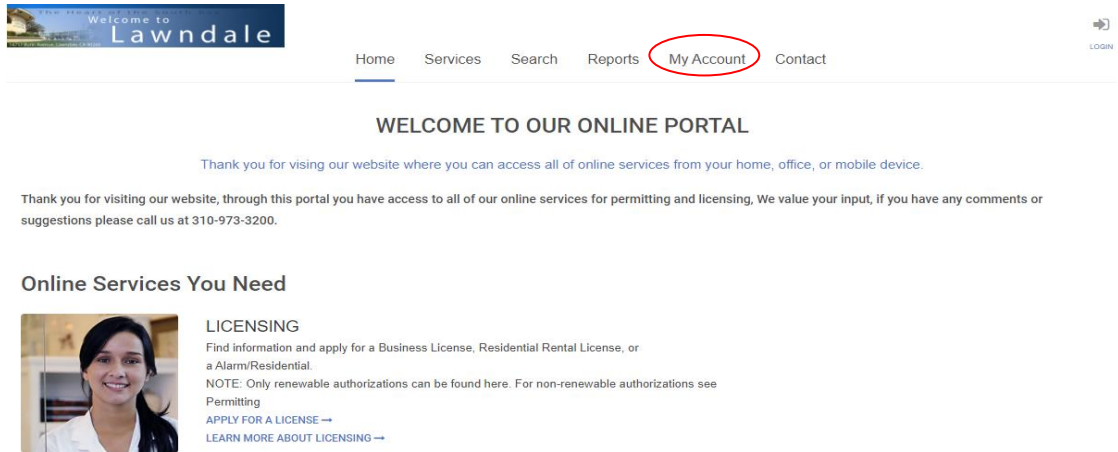 The Heart of the South Bay
Welcome to
Lawndale
LOGIN
Home Services Search Reports My Account Contact
WELCOME TO OUR ONLINE PORTAL
Thank you for vising our website where you can access all of online services from your home, office, or mobile device.
Thank you for visiting our website, through this portal you have access to all of our online services for permitting and licensing, We value your input, if you have any comments or
suggestions please call us at 310-973-3200.
Online Services You Need
LICENSING
Find information and apply for a Business License, Residential Rental License, or
a Alarm/Residential.
NOTE: Only renewable authorizations can be found here. For non-renewable authorizations see
Permitting
APPLY FOR A LICENSE →
LEARN MORE ABOUT LICENSING →